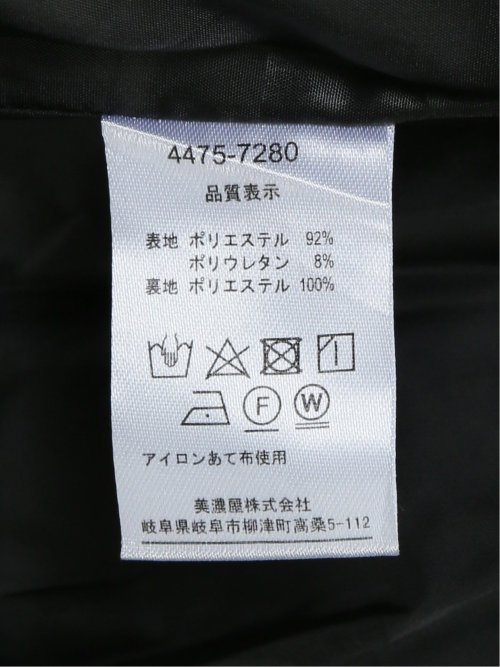 4475-7280
品質表示
表地 ポリエステル 92%
ポリウレタン 8%
裏地 ポリエステル 100%
F W
アイロンあて布使用
美濃屋株式会社
岐阜県岐阜市柳津町高桑5-112